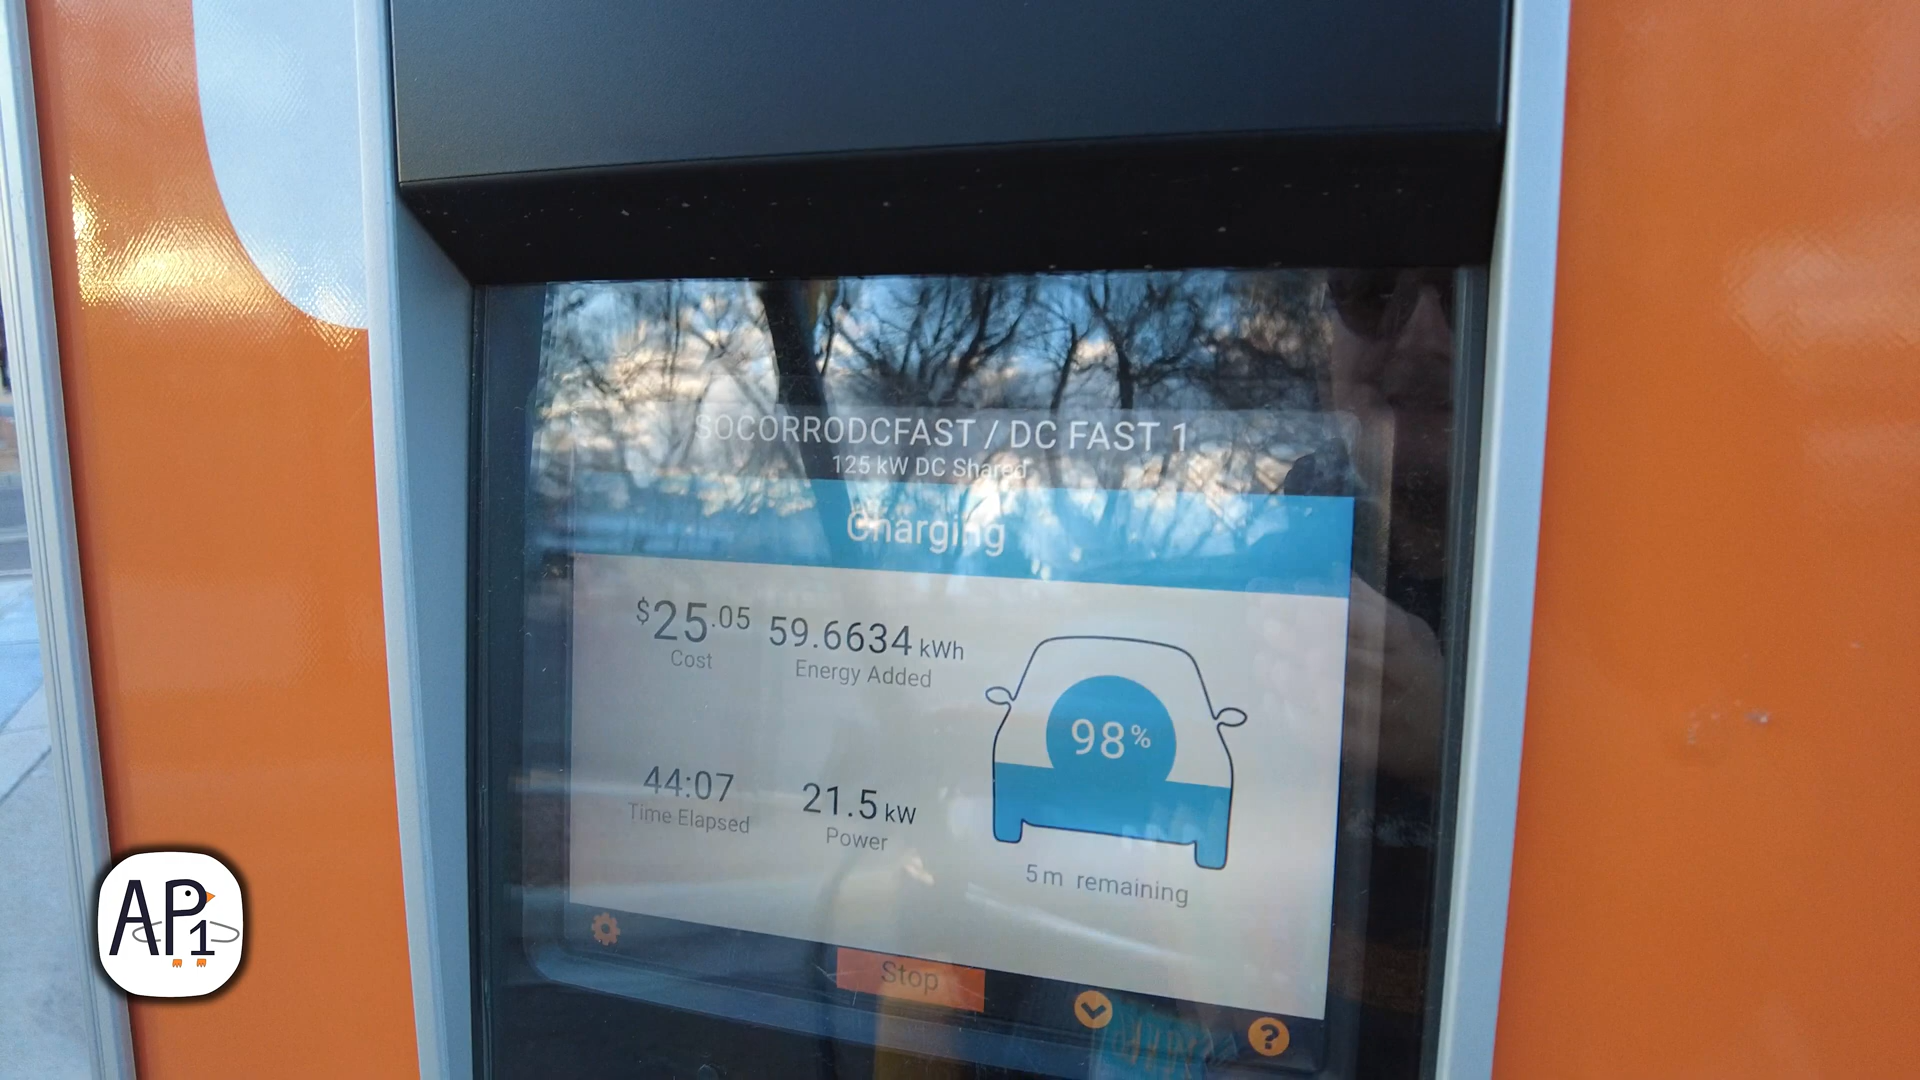 SOCORRODCFAST / DC FAST 1
125 kW DC Shared
Charging
$25.05
Cost
59.6634 kWh
Energy Added
98%
44:07
Time Elapsed
21.5 kW
Power
5m remaining
Stop
?
AP1